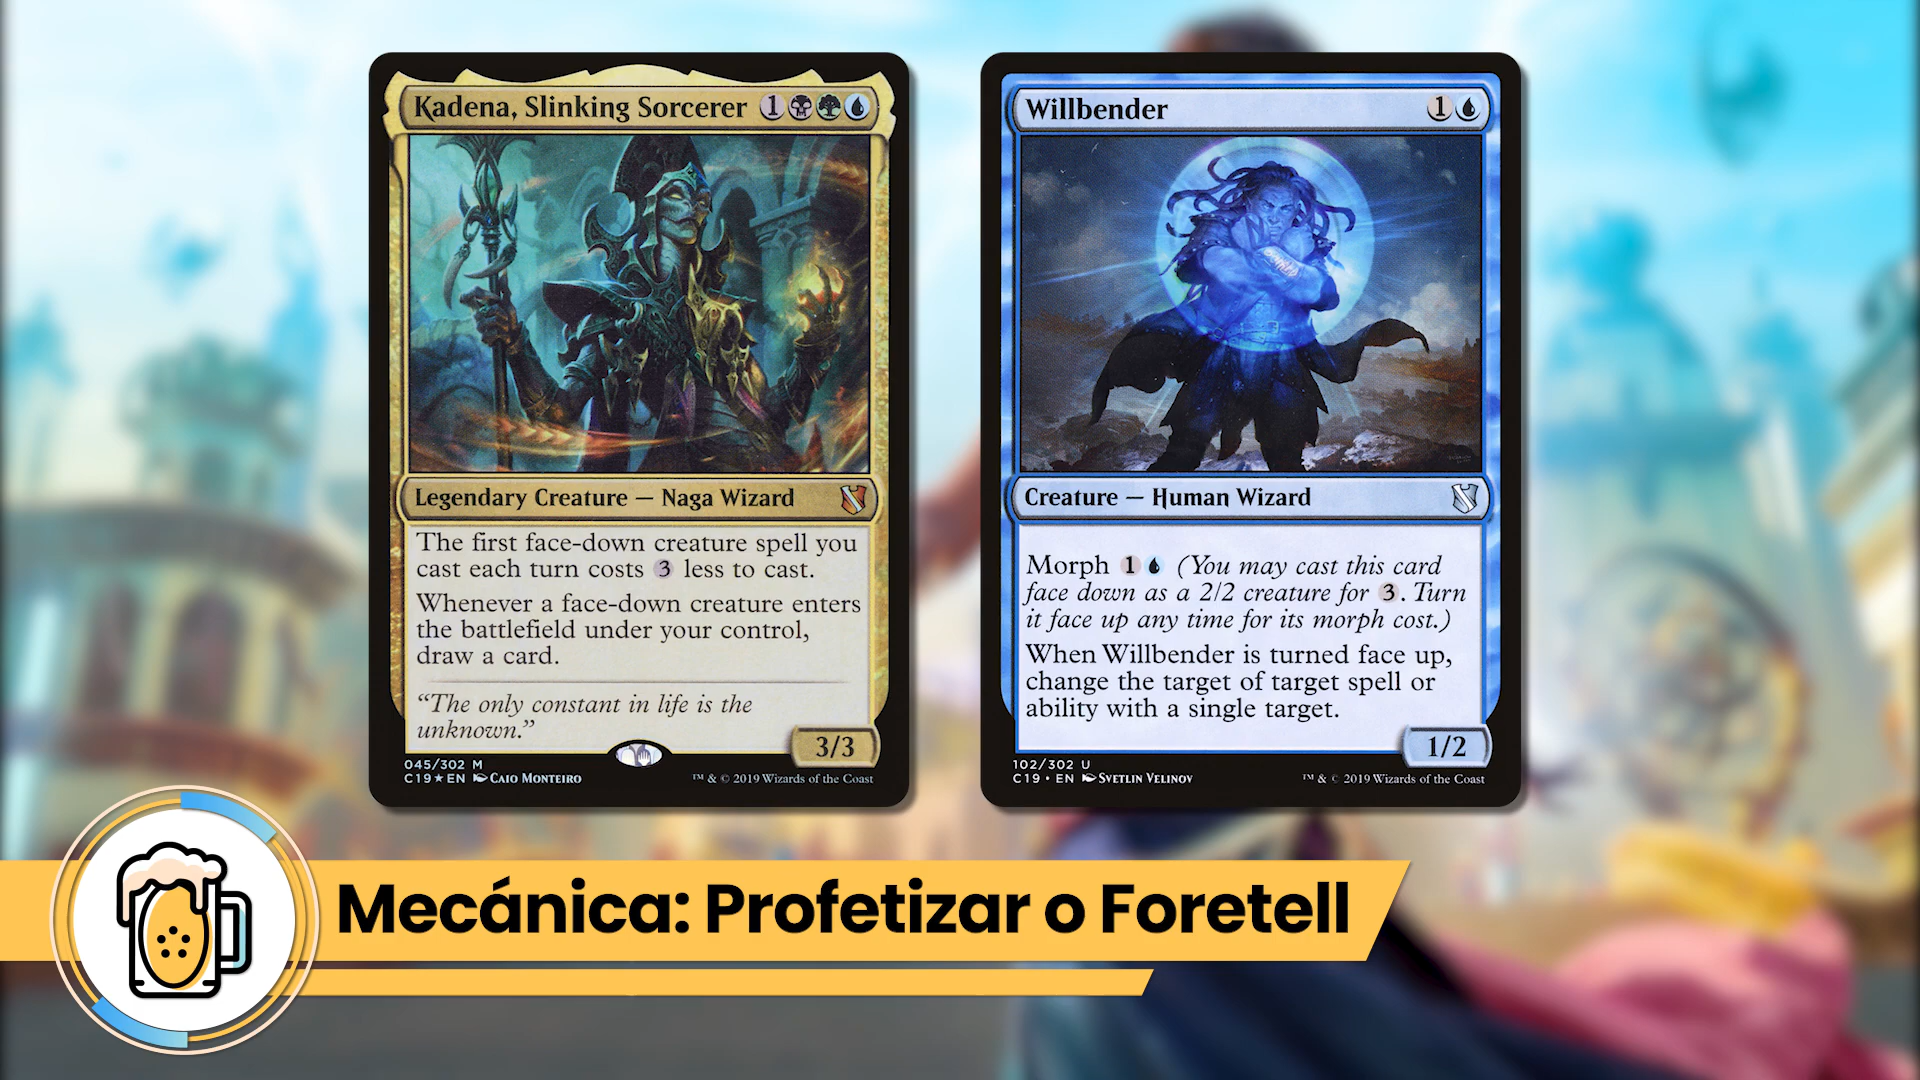 Kadena, Slinking Sorcerer 1
Legendary Creature — Naga Wizard
The first face-down creature spell you
cast each turn costs 3 less to cast.
Whenever a face-down creature enters
the battlefield under your control,
draw a card.
“The only constant in life is the
unknown.”
3/3
045/302 M
C19★EN CAIO MONTEIRO
™ & © 2019 Wizards of the Coast
Willbender 1
Creature — Human Wizard
Morph 1 (You may cast this card
face down as a 2/2 creature for 3. Turn
it face up any time for its morph cost.)
When Willbender is turned face up,
change the target of target spell or
ability with a single target.
1/2
102/302 U
C19 • EN SVETLIN VELINOV
™ & © 2019 Wizards of the Coast
Mecánica: Profetizar o Foretell